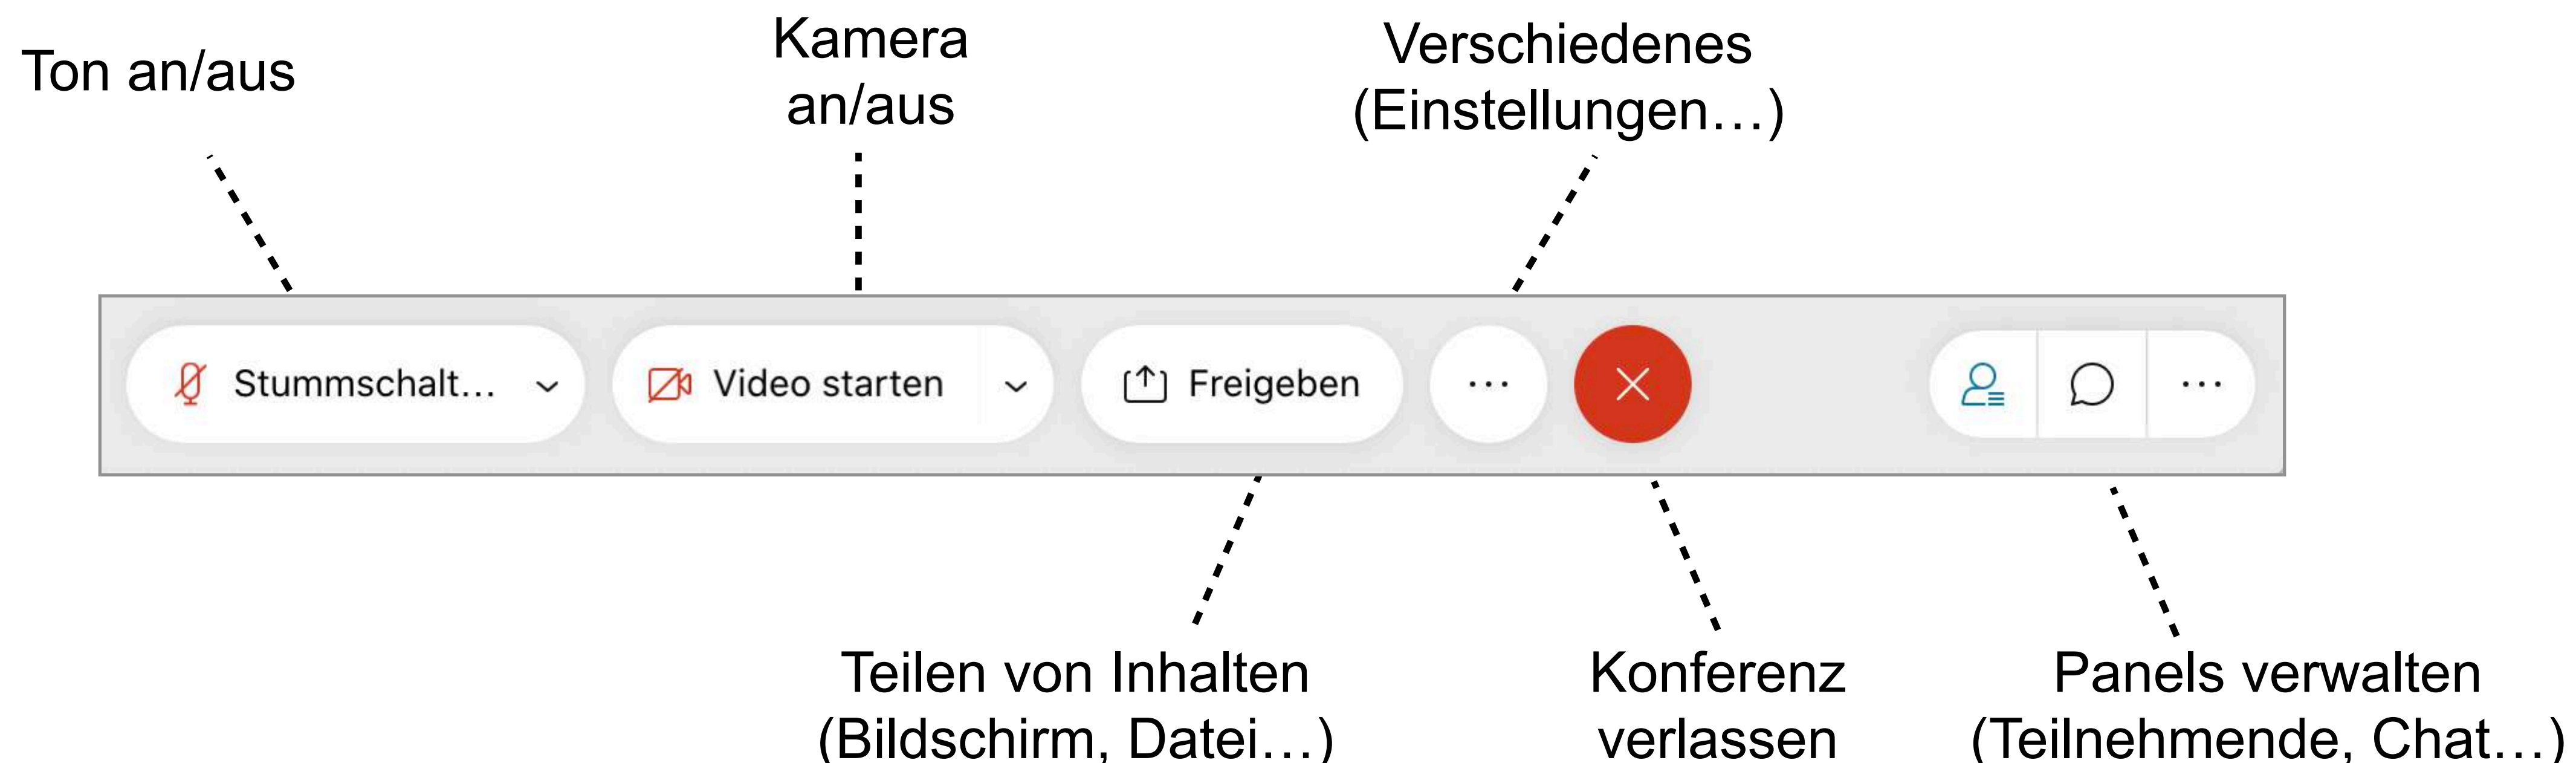 Ton an/aus
Kamera
an/aus
Verschiedenes
(Einstellungen…)
Stummschalt...
Video starten
Freigeben
Teilen von Inhalten
(Bildschirm, Datei…)
Konferenz
verlassen
Panels verwalten
(Teilnehmende, Chat…)